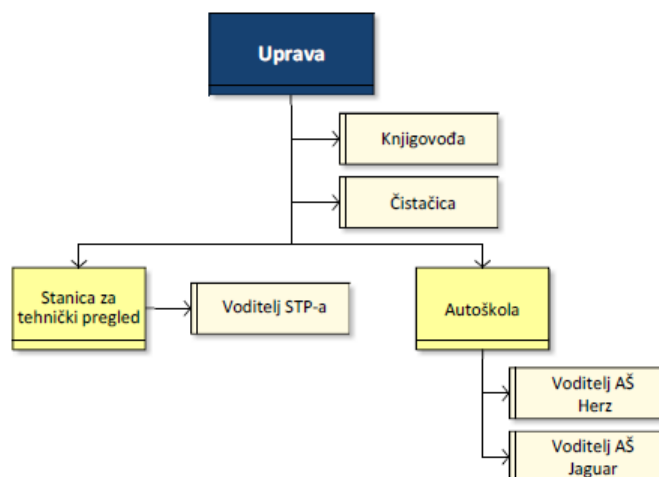 Uprava
Knjigovođa
Čistačica
Stanica za
tehnički pregled
Voditelj STP-a
Autoškola
Voditelj AŠ
Herz
Voditelj AŠ
Jaguar